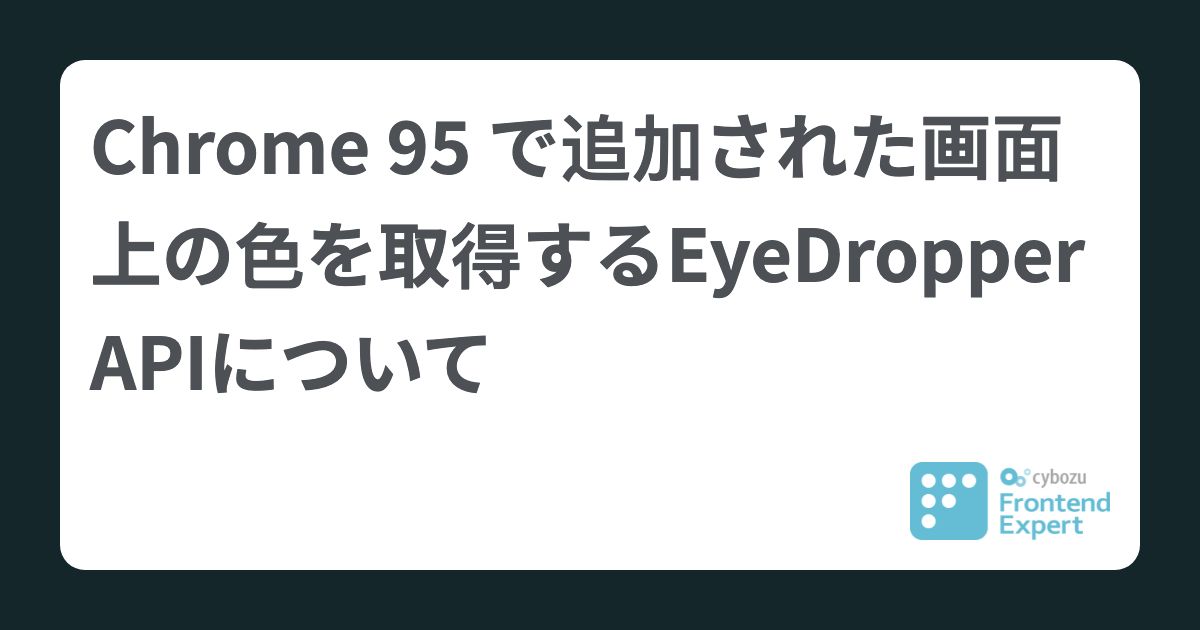 Chrome 95 で追加された画面
上の色を取得するEyeDropper
APIについて
cybozu
Frontend
Expert